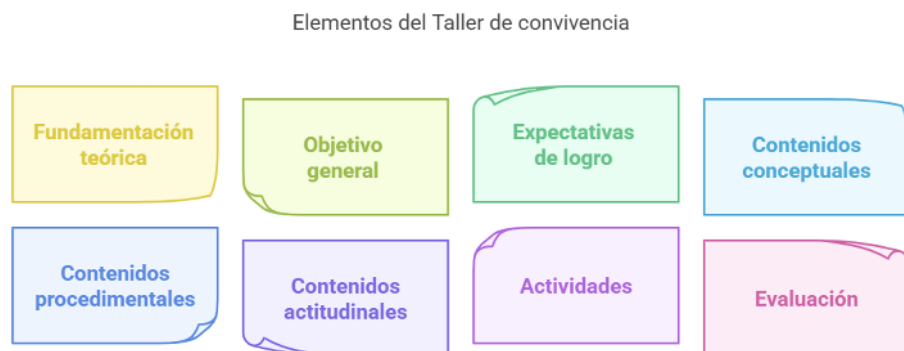 Elementos del Taller de convivencia
Fundamentación
teórica
Objetivo
general
Expectativas
de logro
Contenidos
conceptuales
Contenidos
procedimentales
Contenidos
actitudinales
Actividades
Evaluación